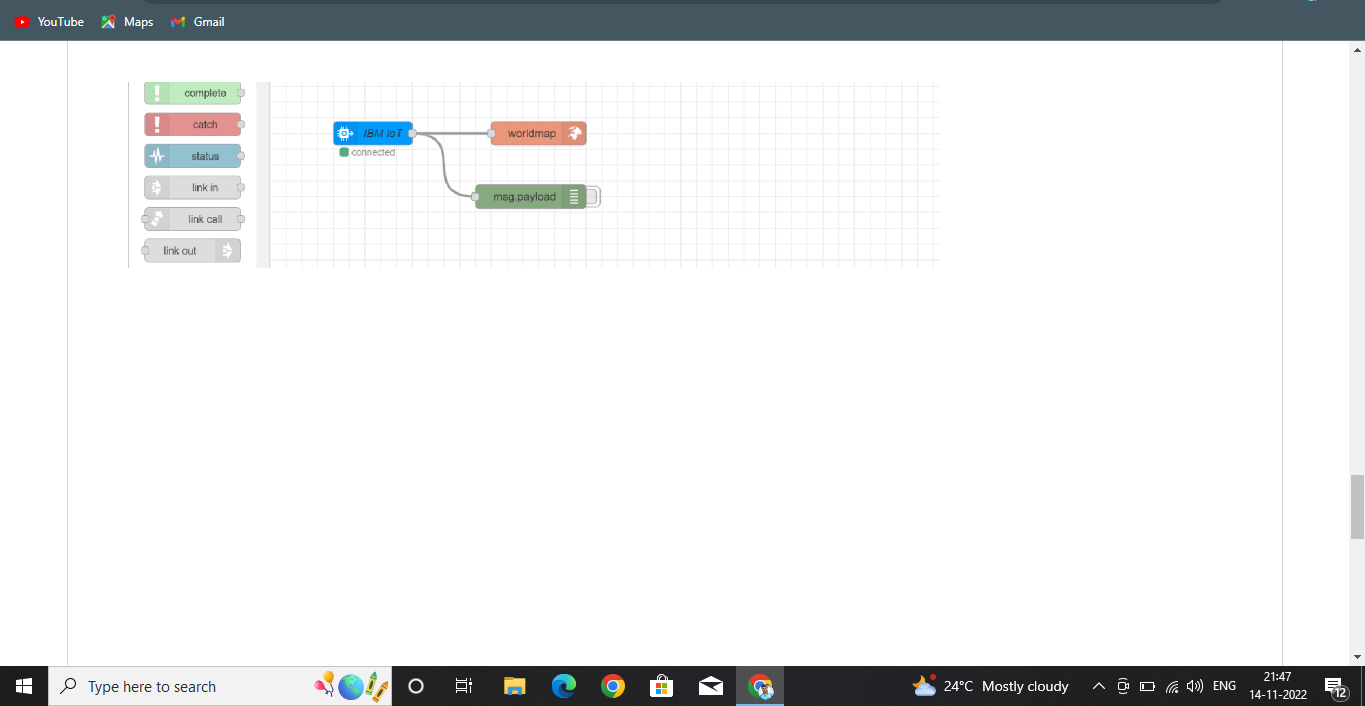 YouTube Maps Gmail
complete
catch
status
link in
link call
link out
IBM IoT
connected
worldmap
msg.payload
Type here to search
24°C Mostly cloudy
ENG
21:47
14-11-2022
12